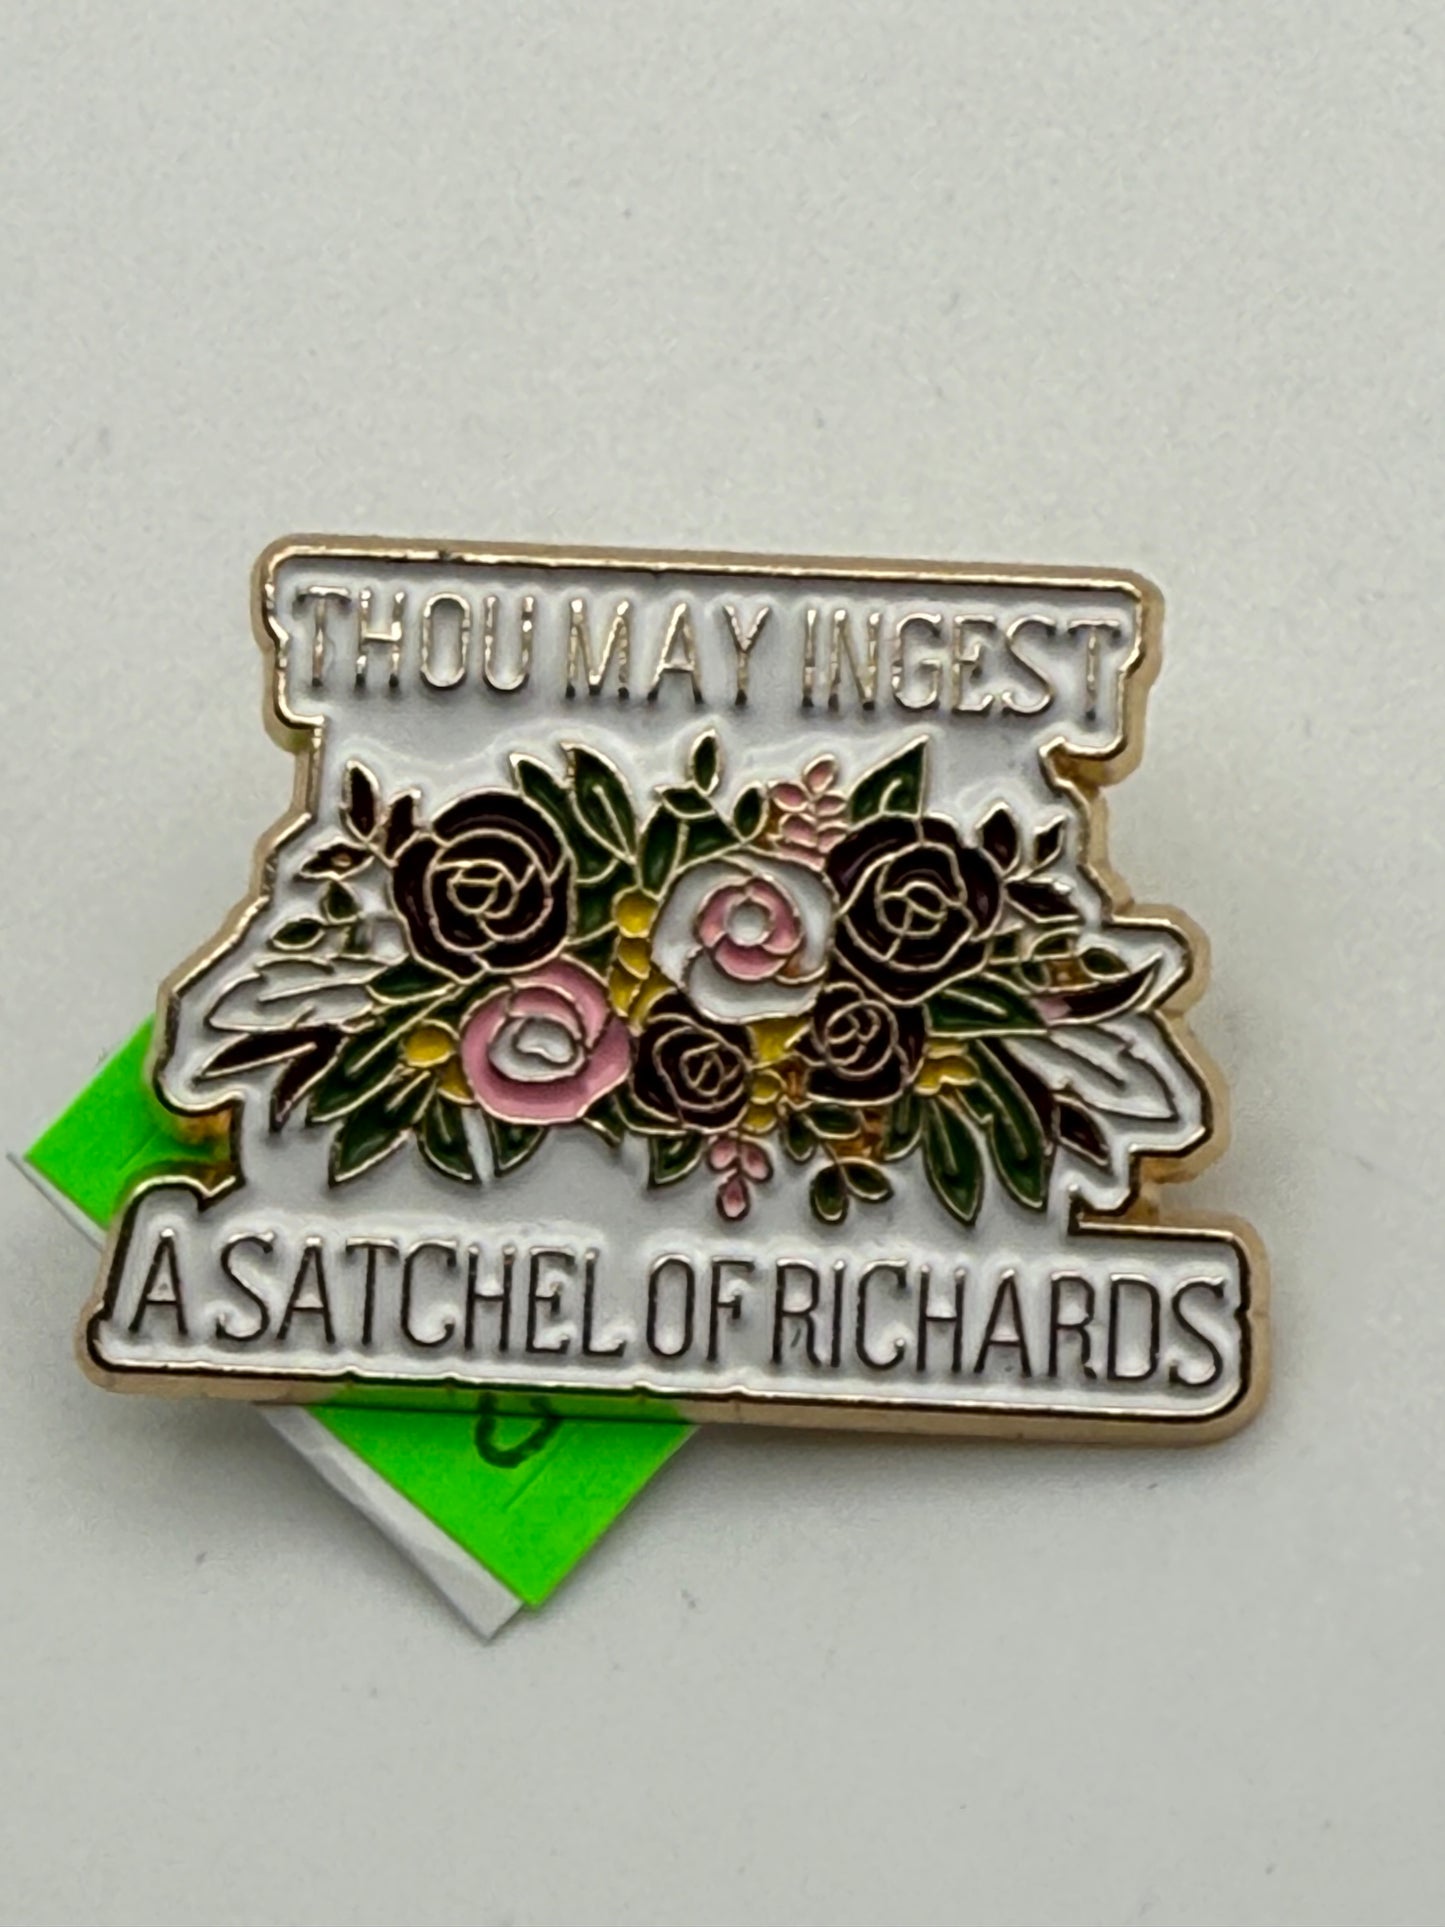 THOU MAY INGEST
A SATCHEL OF RICHARDS